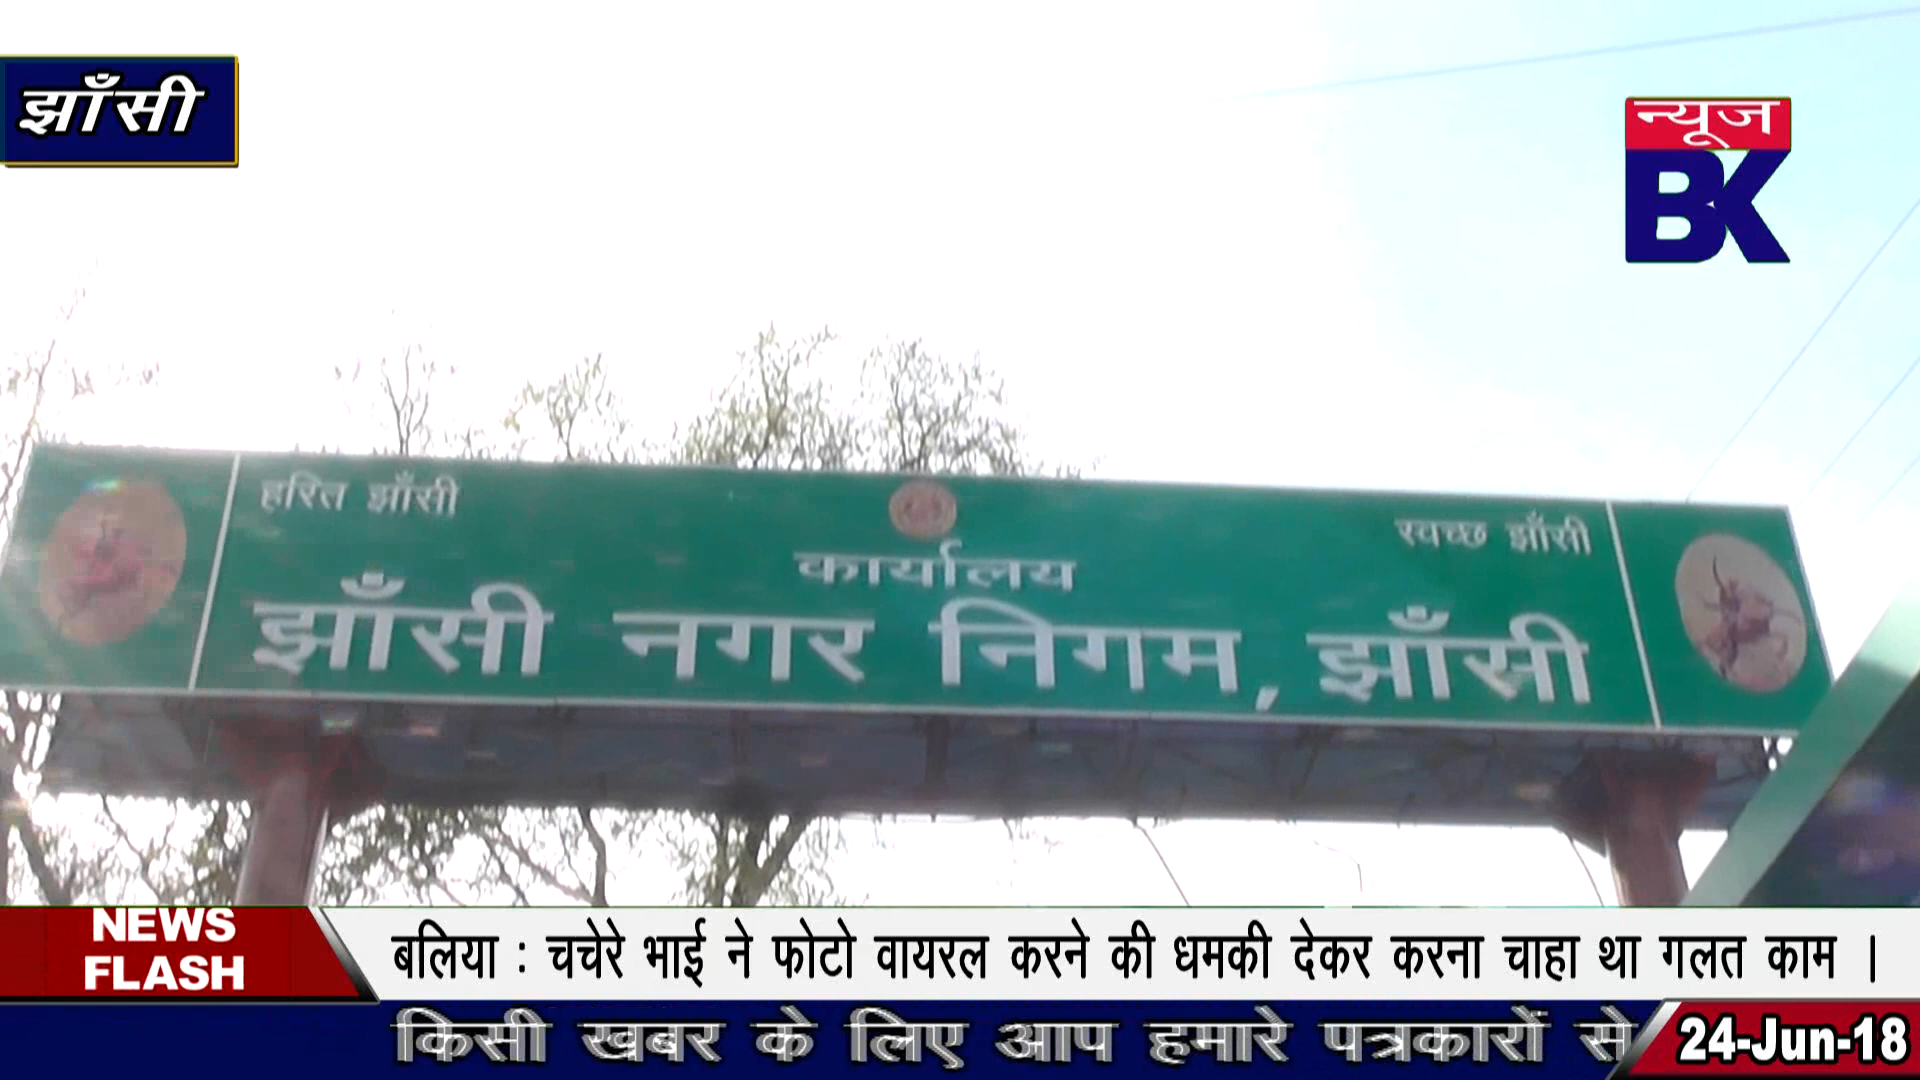 झाँसी
न्यूज
BK
हरित झाँसी
स्वच्छ झाँसी
कार्यालय
झाँसी नगर निगम, झाँसी
NEWS
FLASH
बलिया : चचेरे भाई ने फोटो वायरल करने की धमकी देकर करना चाहा था गलत काम ।
किसी खबर के लिए आप हमारे पत्रकारों से
24-Jun-18